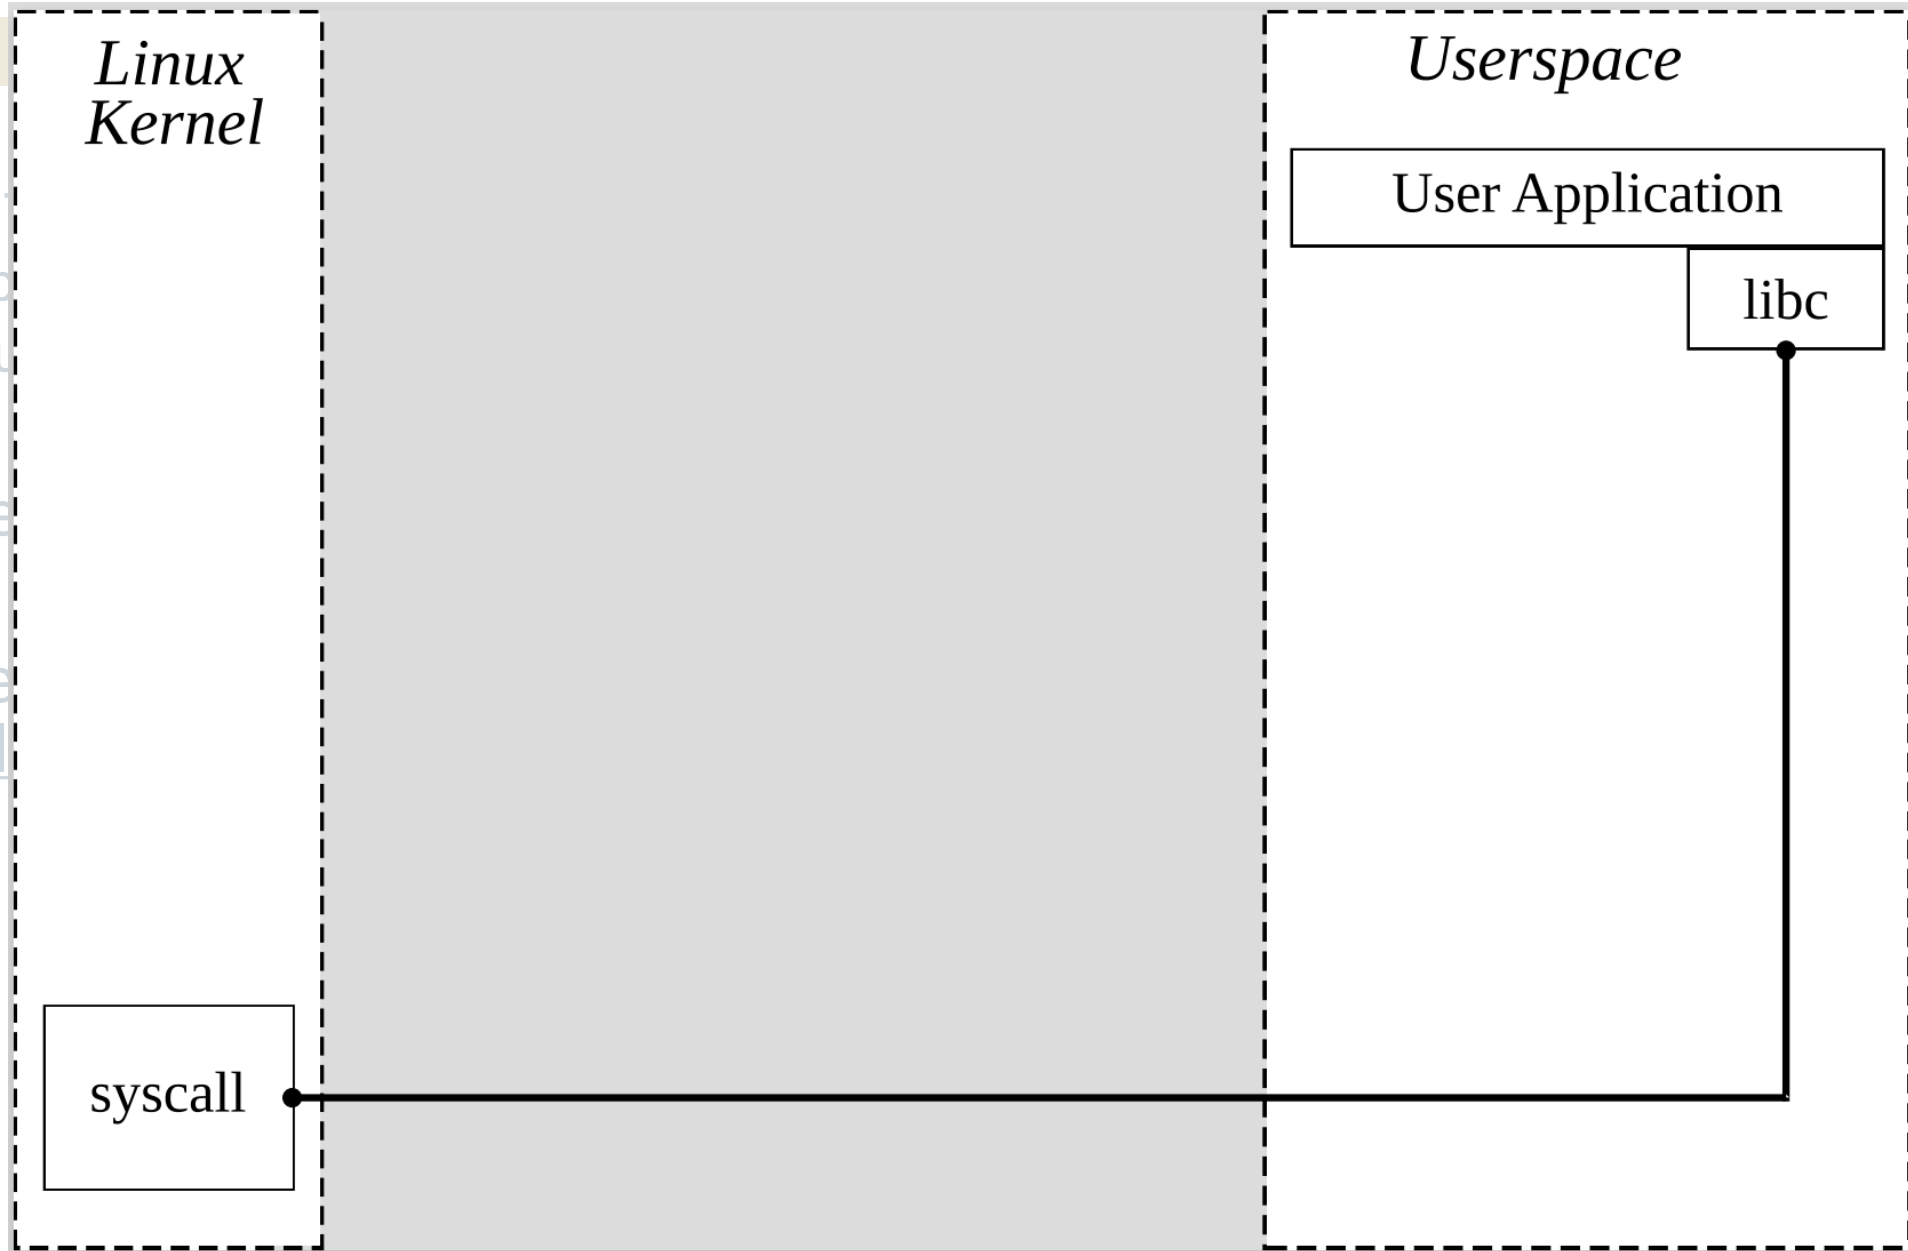 Linux
Kernel
Userspace
User Application
libc
syscall